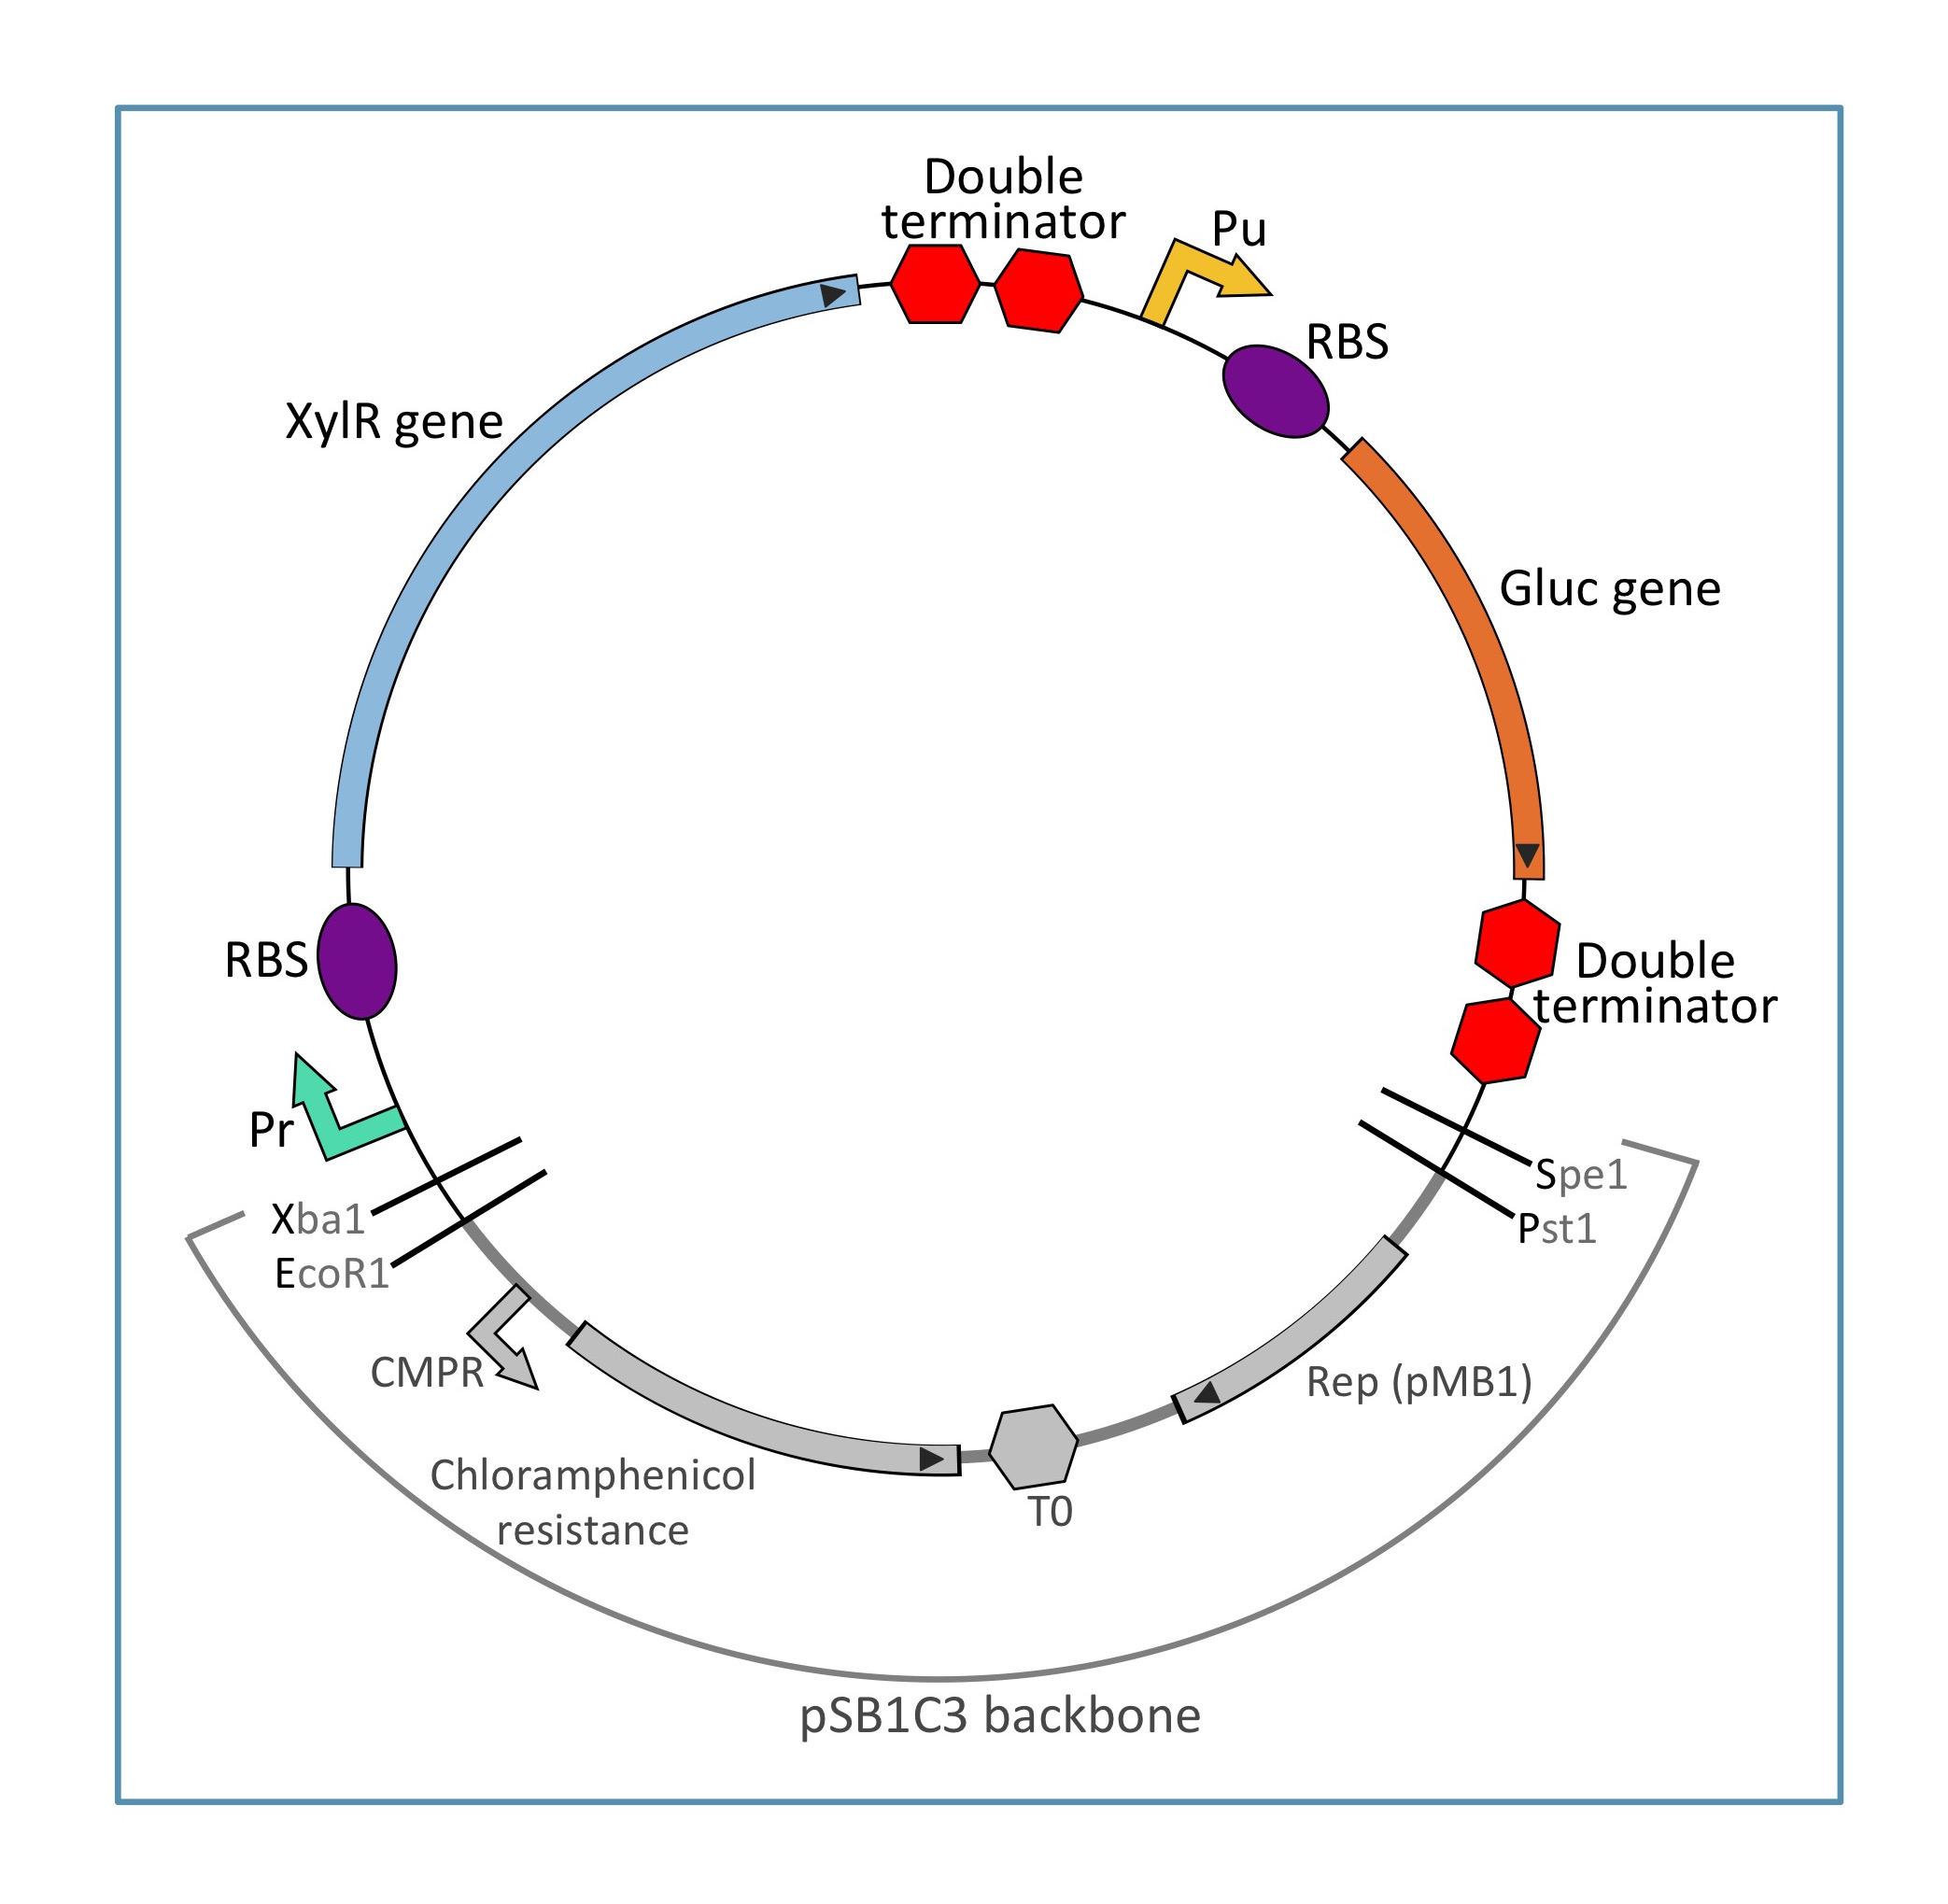 Double
terminator
Pu
RBS
XylR gene
Gluc gene
RBS
Double
terminator
Pr
Spe1
Xba1
Pst1
EcoR1
CMPR
Rep (pMB1)
Chloramphenicol
resistance
T0
pSB1C3 backbone